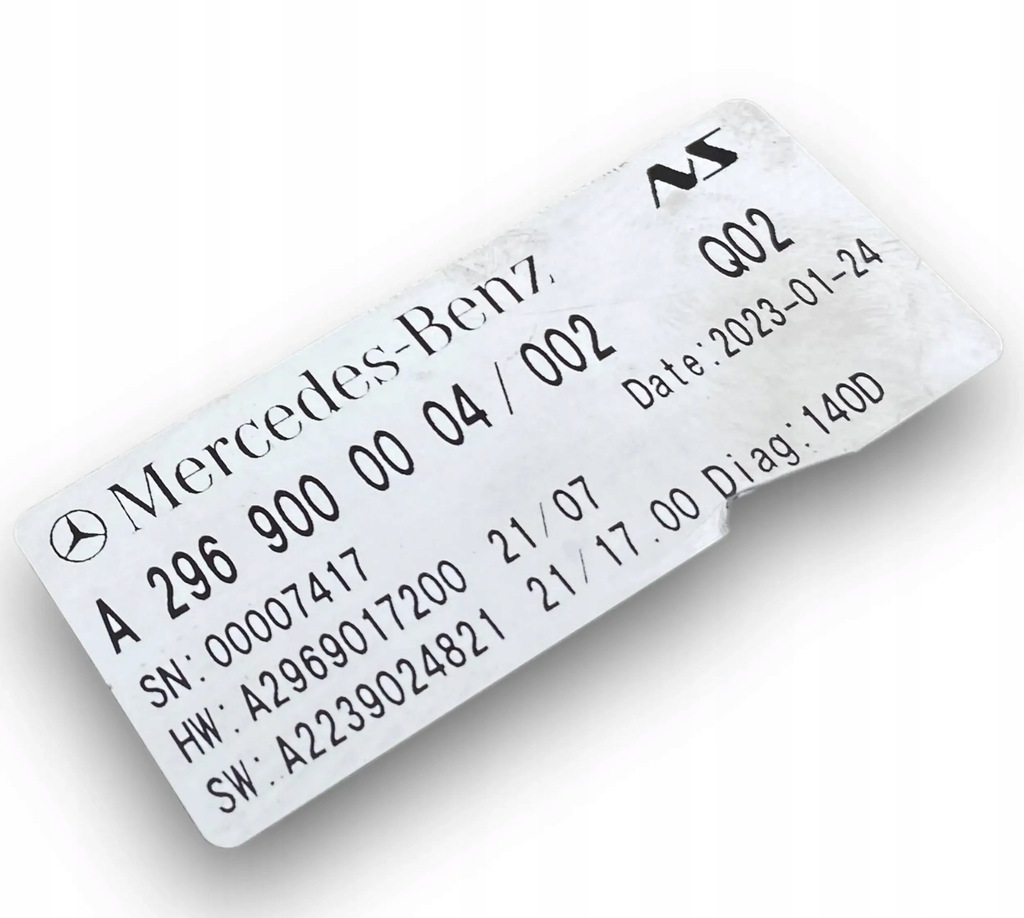 NS
Mercedes-Benz
Q02
A 296 900 00 04 / 002
Date:2023-01-24
SN: 00007417
HW: A2969017200 21/07
SW: A2239024821 21/17.00 Diag:140D